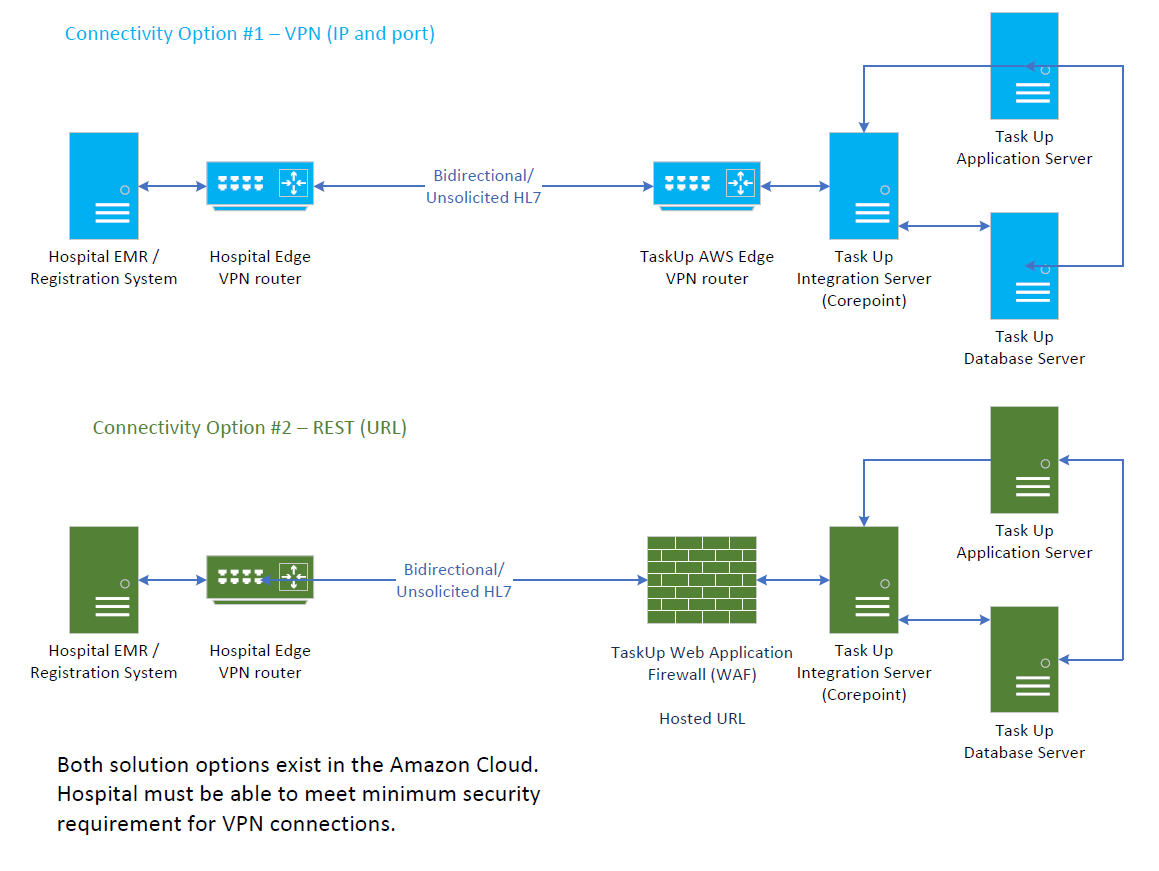 Connectivity Option #1 – VPN (IP and port)
Bidirectional/
Unsolicited HL7
Hospital EMR /
Registration System
Hospital Edge
VPN router
TaskUp AWS Edge
VPN router
Task Up
Integration Server
(Corepoint)
Task Up
Application Server
Task Up
Database Server
Connectivity Option #2 – REST (URL)
Bidirectional/
Unsolicited HL7
Hospital EMR /
Registration System
Hospital Edge
VPN router
TaskUp Web Application
Firewall (WAF)
Hosted URL
Task Up
Integration Server
(Corepoint)
Task Up
Application Server
Task Up
Database Server
Both solution options exist in the Amazon Cloud.
Hospital must be able to meet minimum security
requirement for VPN connections.